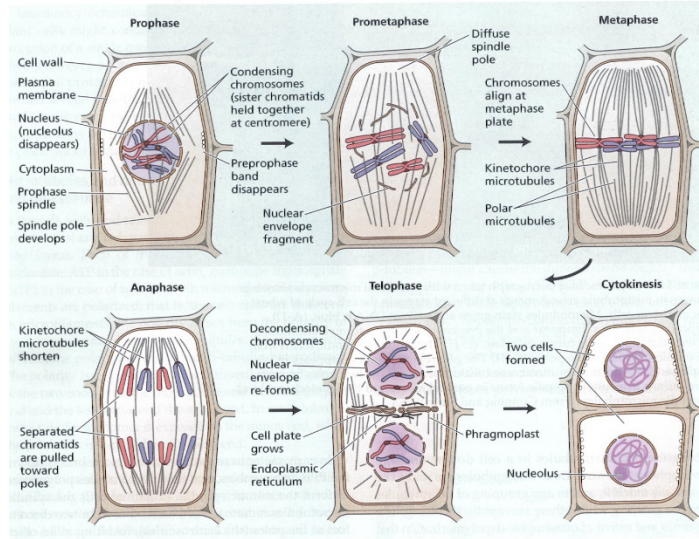 Prophase
Prometaphase
Metaphase
Cell wall
Plasma
membrane
Nucleus
(nucleolus
disappears)
Cytoplasm
Prophase
spindle
Spindle pole
develops
Condensing
chromosomes
(sister chromatids
held together
at centromere)
Preprophase
band
disappears
Diffuse
spindle
pole
Nuclear
envelope
fragment
Chromosomes
align at
metaphase
plate
Kinetochore
microtubules
Polar
microtubules
Anaphase
Telophase
Cytokinesis
Kinetochore
microtubules
shorten
Separated
chromatids
are pulled
toward
poles
Decondensing
chromosomes
Nuclear
envelope
re-forms
Cell plate
grows
Endoplasmic
reticulum
Phragmoplast
Two cells
formed
Nucleolus